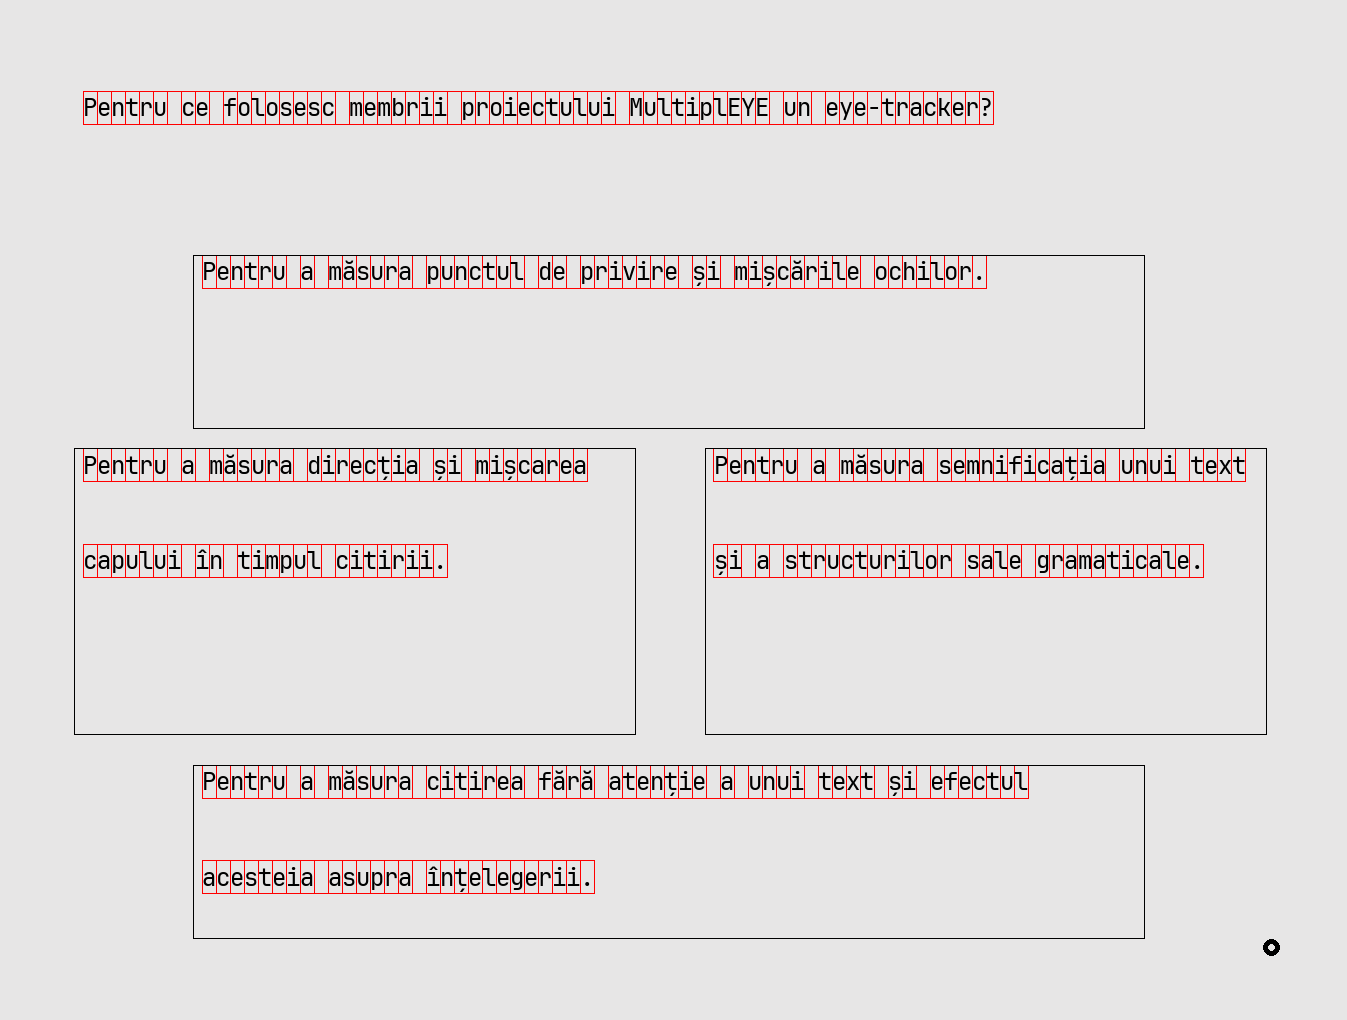 Pentru ce folosesc membrii proiectului MultiplEYE un eye-tracker?
Pentru a măsura punctul de privire și mișcările ochilor.
Pentru a măsura direcția și mișcarea
capului în timpul citirii.
Pentru a măsura semnificația unui text
și a structurilor sale gramaticale.
Pentru a măsura citirea fără atenție a unui text și efectul
acesteia asupra înțelegerii.